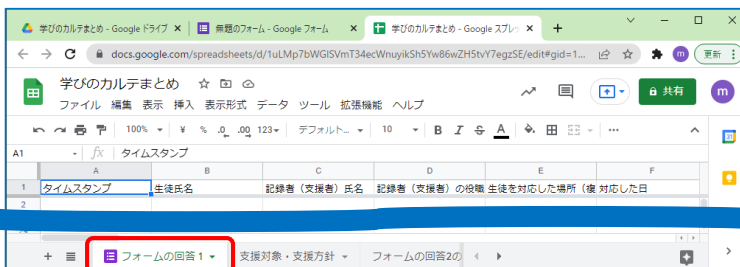 学びのカルテまとめ - Google ドライブ
無題のフォーム - Google フォーム
学びのカルテまとめ - Google スプレッ
更新
docs.google.com/spreadsheets/d/1uLMp7bWGlSVmT34ecWnuyikSh5Yw86wZH5tvY7egzSE/edit#gid=1...
m
学びのカルテまとめ
ファイル 編集 表示 挿入 表示形式 データ ツール 拡張機能 ヘルプ
共有
m
100% ¥ % .0 .00 123 デフォルト... 10 B I S A
A1 fx タイムスタンプ
A B C D E F
1 タイムスタンプ 生徒氏名 記録者（支援者）氏名 記録者（支援者）の役職 生徒を対応した場所（複 対応した日
2
フォームの回答 1 支援対象・支援方針 フォームの回答2の